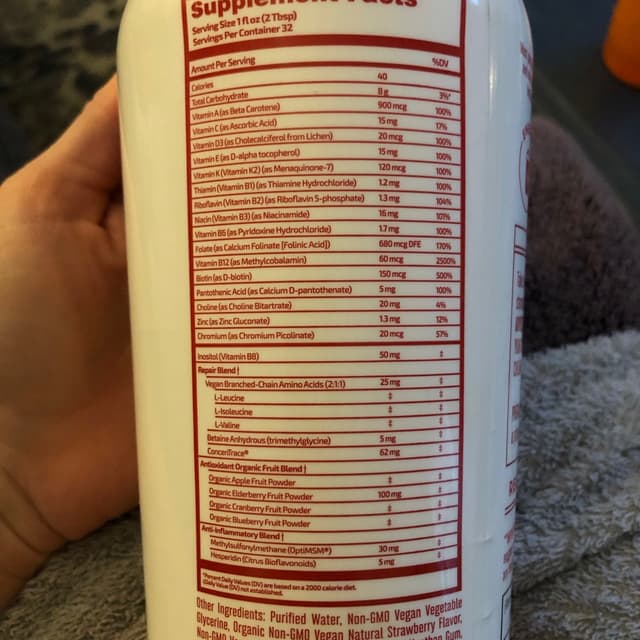 Supplement Facts
Serving Size 1 fl oz (2 Tbsp)
Servings Per Container 32
Amount Per Serving %DV
Calories 40
Total Carbohydrate 8 g 3%*
Vitamin A (as Beta Carotene) 900 mcg 100%
Vitamin C (as Ascorbic Acid) 15 mg 17%
Vitamin D3 (as Cholecalciferol from Lichen) 20 mcg 100%
Vitamin E (as D-alpha tocopherol) 15 mg 100%
Vitamin K (Vitamin K2) (as Menaquinone-7) 120 mcg 100%
Thiamin (Vitamin B1) (as Thiamine Hydrochloride) 1.2 mg 100%
Riboflavin (Vitamin B2) (as Riboflavin 5-phosphate) 1.3 mg 104%
Niacin (Vitamin B3) (as Niacinamide) 16 mg 107%
Vitamin B6 (as Pyridoxine Hydrochloride) 1.7 mg 100%
Folate (as Calcium Folinate [Folinic Acid]) 680 mcg DFE 170%
Vitamin B12 (as Methylcobalamin) 60 mcg 2500%
Biotin (as D-biotin) 150 mcg 500%
Pantothenic Acid (as Calcium D-pantothenate) 5 mg 100%
Choline (as Choline Bitartrate) 20 mg 4%
Zinc (as Zinc Gluconate) 1.3 mg 12%
Chromium (as Chromium Picolinate) 20 mcg 57%
Inositol (Vitamin B8) 50 mg ‡
Repair Blend †
Vegan Branched-Chain Amino Acids (2:1:1) 25 mg ‡
L-Leucine ‡ ‡
L-Isoleucine ‡ ‡
L-Valine ‡ ‡
Betaine Anhydrous (trimethylglycine) 5 mg ‡
ConcenTrace® 62 mg ‡
Antioxidant Organic Fruit Blend †
Organic Apple Fruit Powder ‡ ‡
Organic Elderberry Fruit Powder 100 mg ‡
Organic Cranberry Fruit Powder ‡ ‡
Organic Blueberry Fruit Powder ‡ ‡
Anti-Inflammatory Blend †
Methylsulfonylmethane (OptiMSM®) 30 mg ‡
Hesperidin (Citrus Bioflavonoids) 5 mg ‡
*Percent Daily Values (DV) are based on a 2000 calorie diet.
‡Daily Value (DV) not established.
Other Ingredients: Purified Water, Non-GMO Vegan Vegetable
Glycerine, Organic Non-GMO Vegan Natural Strawberry Flavor,
Gum,